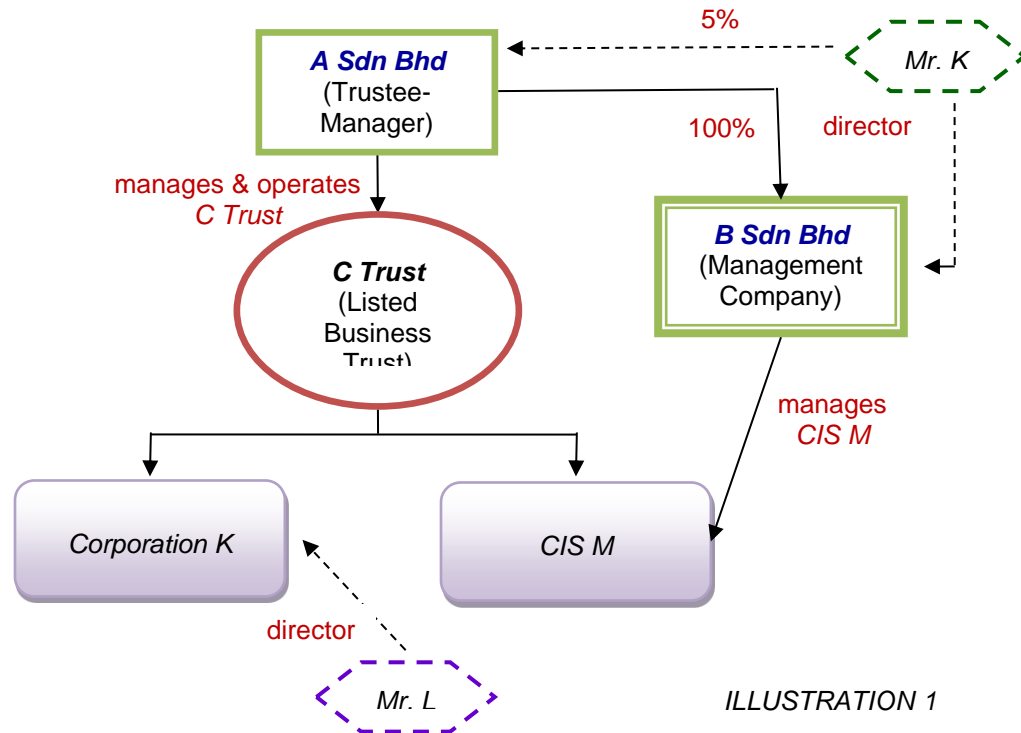 5%
A Sdn Bhd
(Trustee-
Manager)
Mr. K
100%
director
manages & operates
C Trust
B Sdn Bhd
(Management
Company)
C Trust
(Listed
Business
Trust)
manages
CIS M
Corporation K
CIS M
director
Mr. L
ILLUSTRATION 1